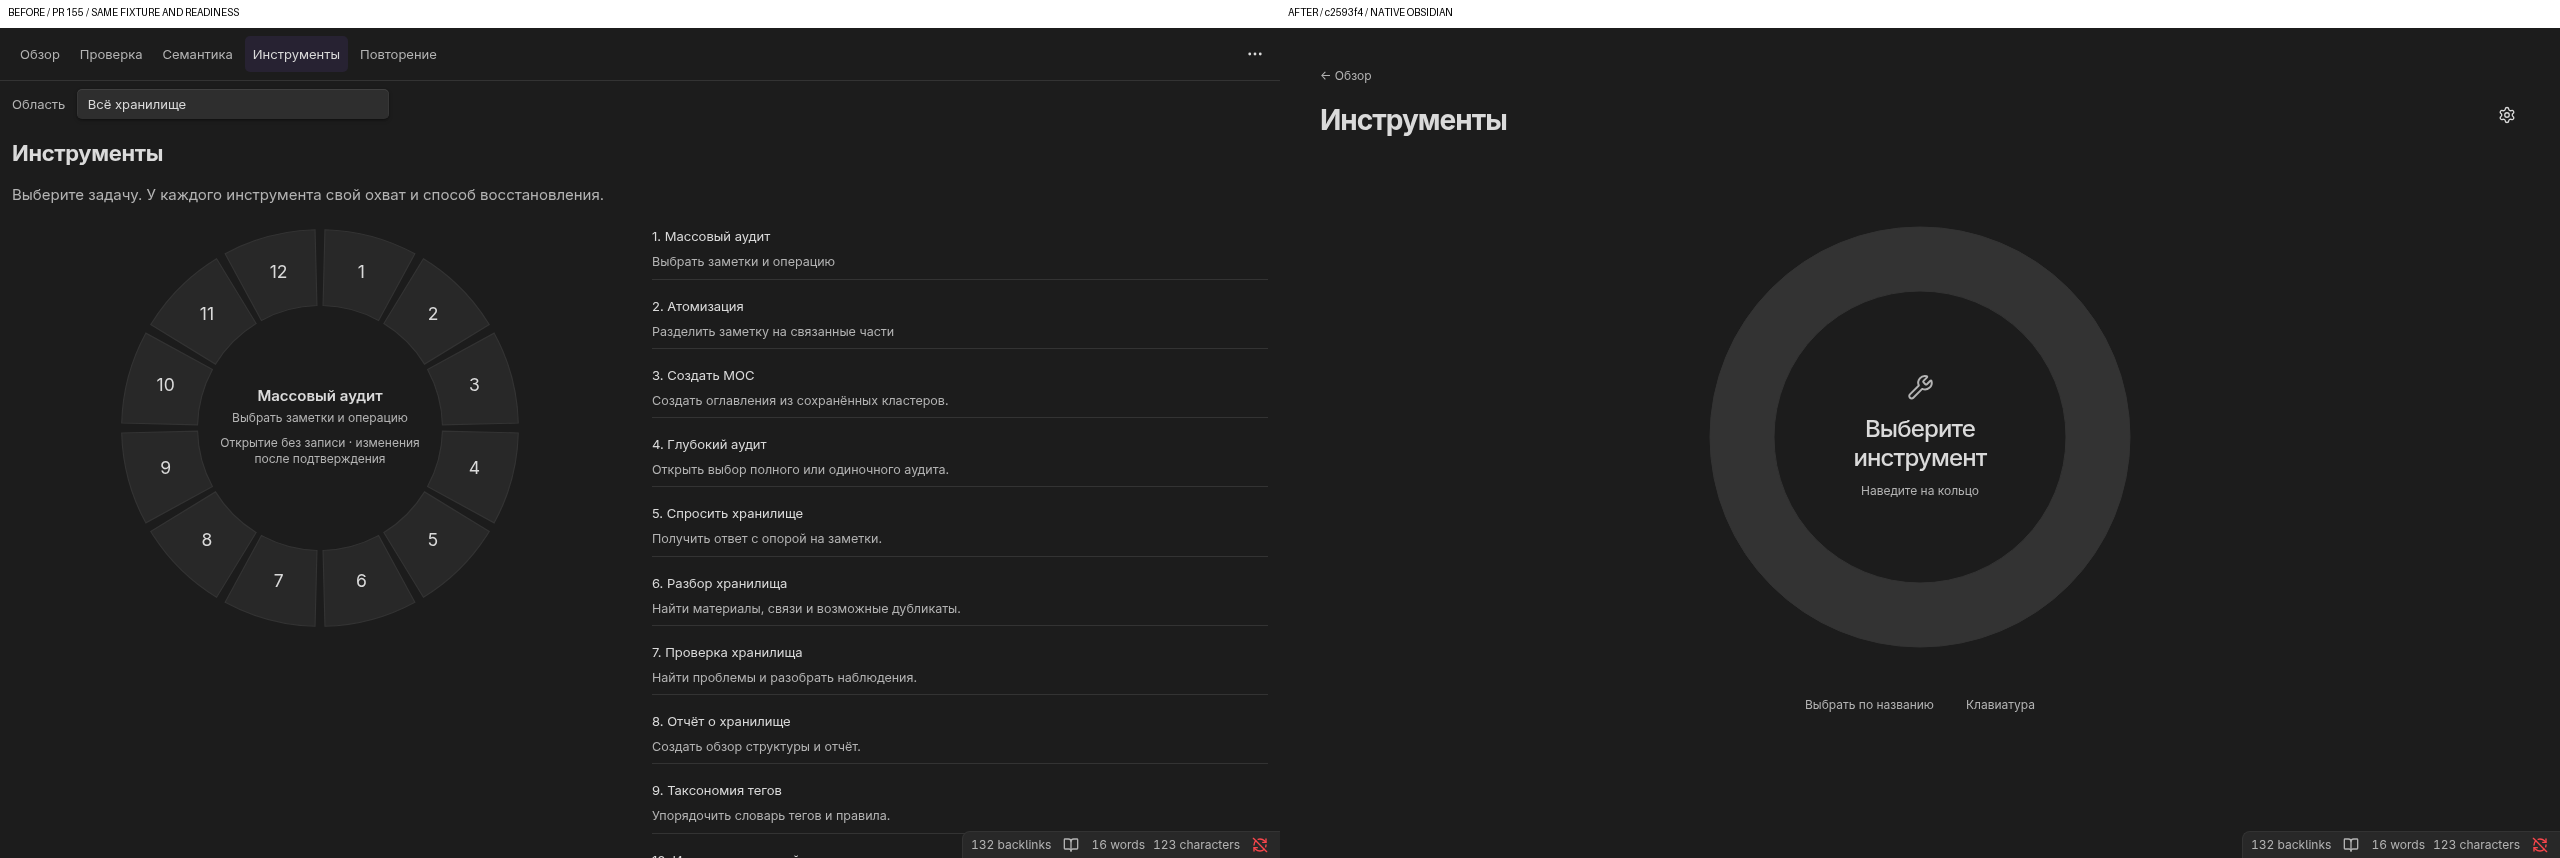 BEFORE / PR 155 / SAME FIXTURE AND READINESS
Обзор Проверка Семантика Инструменты Повторение
Область Всё хранилище
Инструменты
Выберите задачу. У каждого инструмента свой охват и способ восстановления.
12
1
11
2
10
3
9
4
8
5
7
6
Массовый аудит
Выбрать заметки и операцию
Открытие без записи · изменения
после подтверждения
1. Массовый аудит
Выбрать заметки и операцию
2. Атомизация
Разделить заметку на связанные части
3. Создать MOC
Создать оглавления из сохранённых кластеров.
4. Глубокий аудит
Открыть выбор полного или одиночного аудита.
5. Спросить хранилище
Получить ответ с опорой на заметки.
6. Разбор хранилища
Найти материалы, связи и возможные дубликаты.
7. Проверка хранилища
Найти проблемы и разобрать наблюдения.
8. Отчёт о хранилище
Создать обзор структуры и отчёт.
9. Таксономия тегов
Упорядочить словарь тегов и правила.
132 backlinks 16 words 123 characters
AFTER / c2593f4 / NATIVE OBSIDIAN
← Обзор
Инструменты
Выберите
инструмент
Наведите на кольцо
Выбрать по названию Клавиатура
132 backlinks 16 words 123 characters